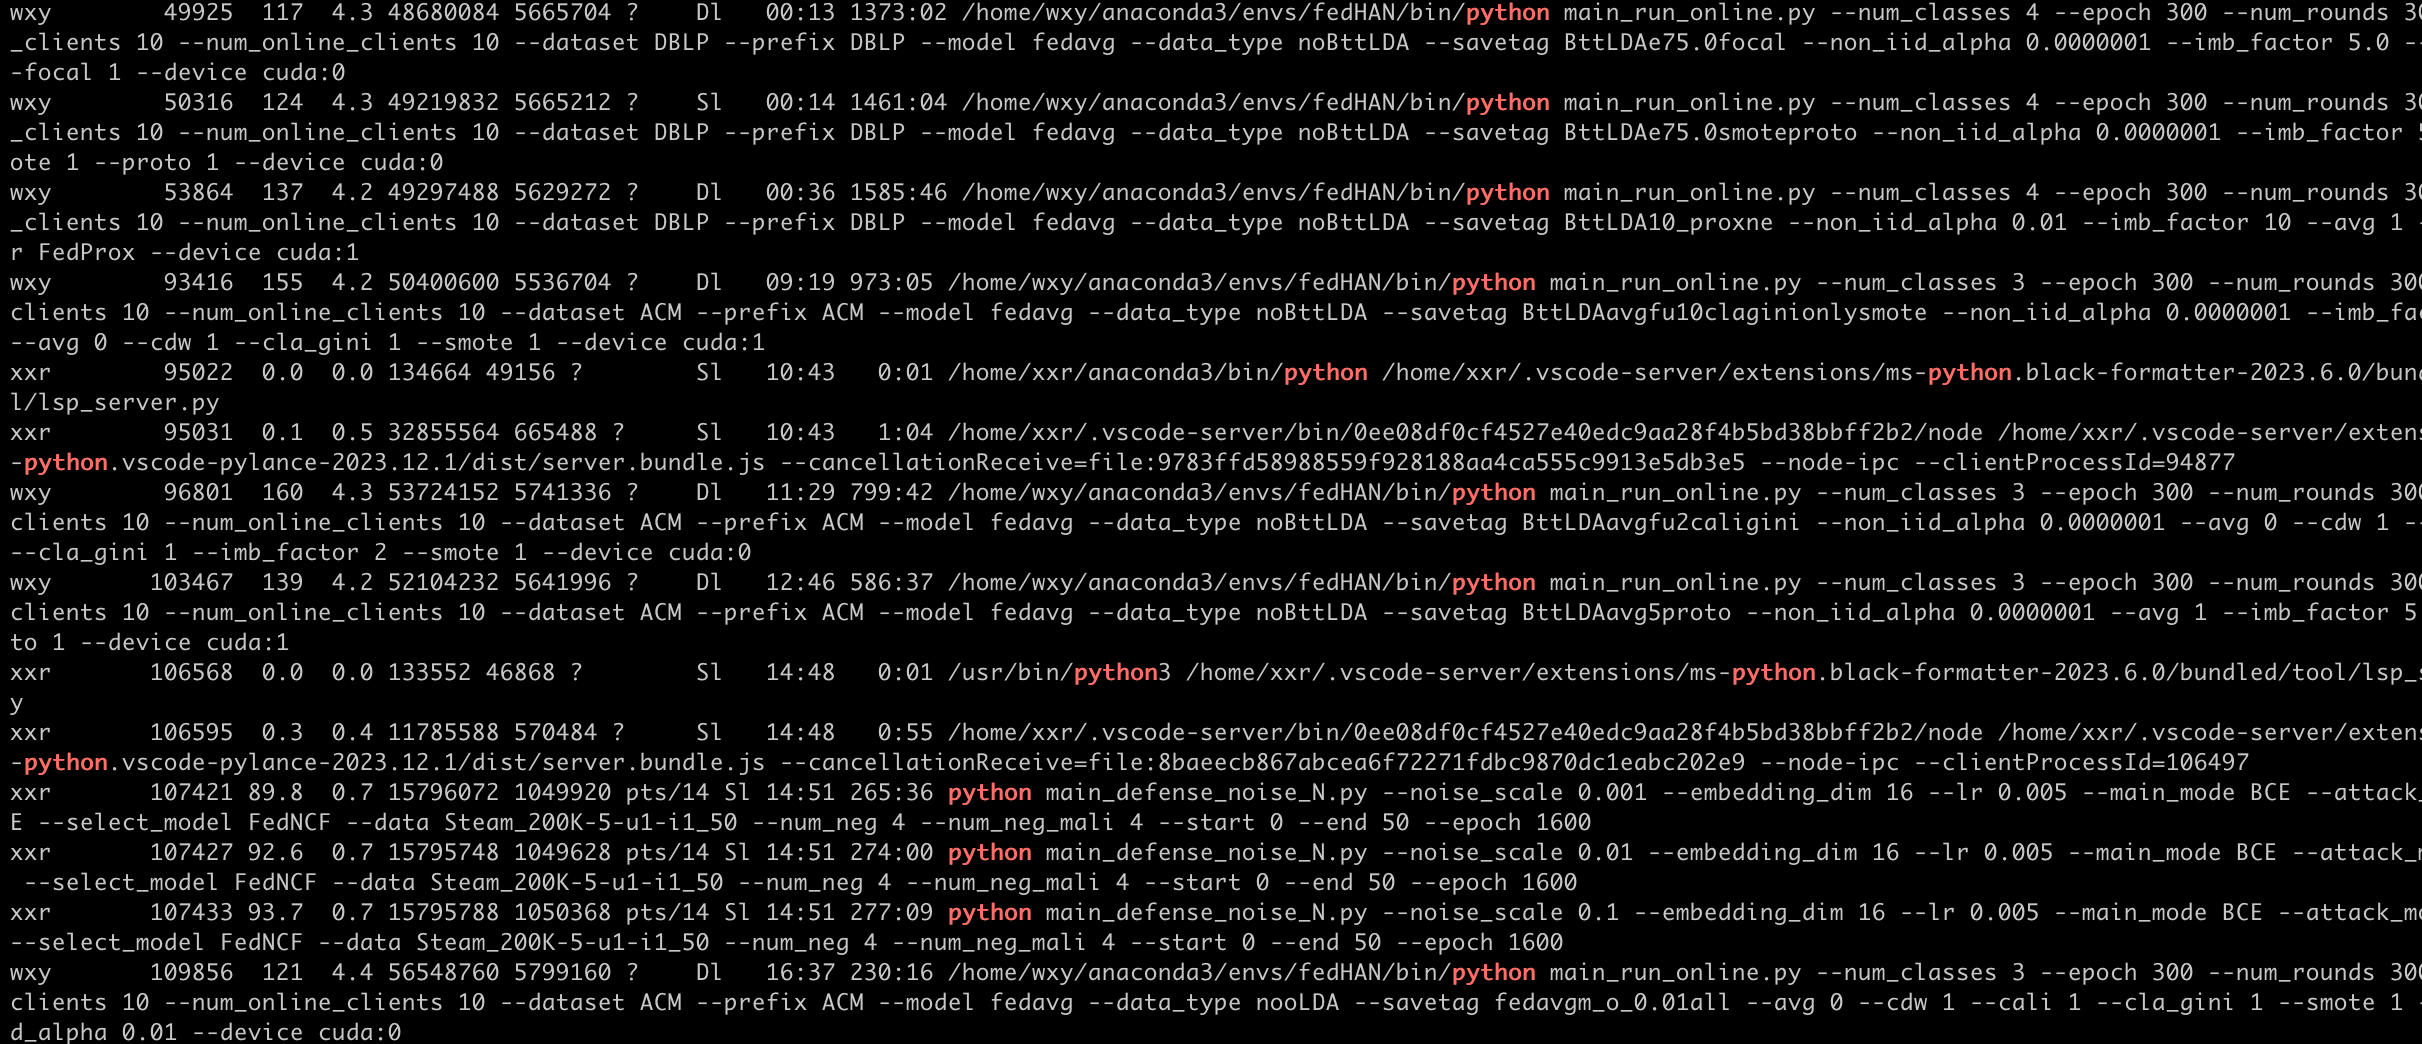 wxy        49925  117  4.3 48680084 5665704 ?    Dl   00:13 1373:02 /home/wxy/anaconda3/envs/fedHAN/bin/python main_run_online.py --num_classes 4 --epoch 300 --num_rounds 30
_clients 10 --num_online_clients 10 --dataset DBLP --prefix DBLP --model fedavg --data_type noBttLDA --savetag BttLDAe75.0focal --non_iid_alpha 0.0000001 --imb_factor 5.0 --
-focal 1 --device cuda:0
wxy        50316  124  4.3 49219832 5665212 ?    Sl   00:14 1461:04 /home/wxy/anaconda3/envs/fedHAN/bin/python main_run_online.py --num_classes 4 --epoch 300 --num_rounds 30
_clients 10 --num_online_clients 10 --dataset DBLP --prefix DBLP --model fedavg --data_type noBttLDA --savetag BttLDAe75.0smoteproto --non_iid_alpha 0.0000001 --imb_factor 5
ote 1 --proto 1 --device cuda:0
wxy        53864  137  4.2 49297488 5629272 ?    Dl   00:36 1585:46 /home/wxy/anaconda3/envs/fedHAN/bin/python main_run_online.py --num_classes 4 --epoch 300 --num_rounds 30
_clients 10 --num_online_clients 10 --dataset DBLP --prefix DBLP --model fedavg --data_type noBttLDA --savetag BttLDA10_proxne --non_iid_alpha 0.01 --imb_factor 10 --avg 1 -
r FedProx --device cuda:1
wxy        93416  155  4.2 50400600 5536704 ?    Dl   09:19 973:05 /home/wxy/anaconda3/envs/fedHAN/bin/python main_run_online.py --num_classes 3 --epoch 300 --num_rounds 300
clients 10 --num_online_clients 10 --dataset ACM --prefix ACM --model fedavg --data_type noBttLDA --savetag BttLDAavgfu10claginionlysmote --non_iid_alpha 0.0000001 --imb_fac
--avg 0 --cdw 1 --cla_gini 1 --smote 1 --device cuda:1
xxr        95022  0.0  0.0 134664 49156 ?        Sl   10:43   0:01 /home/xxr/anaconda3/bin/python /home/xxr/.vscode-server/extensions/ms-python.black-formatter-2023.6.0/bund
l/lsp_server.py
xxr        95031  0.1  0.5 32855564 665488 ?     Sl   10:43   1:04 /home/xxr/.vscode-server/bin/0ee08df0cf4527e40edc9aa28f4b5bd38bbff2b2/node /home/xxr/.vscode-server/extens
-python.vscode-pylance-2023.12.1/dist/server.bundle.js --cancellationReceive=file:9783ffd58988559f928188aa4ca555c9913e5db3e5 --node-ipc --clientProcessId=94877
wxy        96801  160  4.3 53724152 5741336 ?    Dl   11:29 799:42 /home/wxy/anaconda3/envs/fedHAN/bin/python main_run_online.py --num_classes 3 --epoch 300 --num_rounds 300
clients 10 --num_online_clients 10 --dataset ACM --prefix ACM --model fedavg --data_type noBttLDA --savetag BttLDAavgfu2caligini --non_iid_alpha 0.0000001 --avg 0 --cdw 1 --
--cla_gini 1 --imb_factor 2 --smote 1 --device cuda:0
wxy       103467  139  4.2 52104232 5641996 ?    Dl   12:46 586:37 /home/wxy/anaconda3/envs/fedHAN/bin/python main_run_online.py --num_classes 3 --epoch 300 --num_rounds 300
clients 10 --num_online_clients 10 --dataset ACM --prefix ACM --model fedavg --data_type noBttLDA --savetag BttLDAavg5proto --non_iid_alpha 0.0000001 --avg 1 --imb_factor 5
to 1 --device cuda:1
xxr       106568  0.0  0.0 133552 46868 ?        Sl   14:48   0:01 /usr/bin/python3 /home/xxr/.vscode-server/extensions/ms-python.black-formatter-2023.6.0/bundled/tool/lsp_s
y
xxr       106595  0.3  0.4 11785588 570484 ?     Sl   14:48   0:55 /home/xxr/.vscode-server/bin/0ee08df0cf4527e40edc9aa28f4b5bd38bbff2b2/node /home/xxr/.vscode-server/extens
-python.vscode-pylance-2023.12.1/dist/server.bundle.js --cancellationReceive=file:8baeecb867abcea6f72271fdbc9870dc1eabc202e9 --node-ipc --clientProcessId=106497
xxr       107421 89.8  0.7 15796072 1049920 pts/14 Sl 14:51 265:36 python main_defense_noise_N.py --noise_scale 0.001 --embedding_dim 16 --lr 0.005 --main_mode BCE --attack_
E --select_model FedNCF --data Steam_200K-5-u1-i1_50 --num_neg 4 --num_neg_mali 4 --start 0 --end 50 --epoch 1600
xxr       107427 92.6  0.7 15795748 1049628 pts/14 Sl 14:51 274:00 python main_defense_noise_N.py --noise_scale 0.01 --embedding_dim 16 --lr 0.005 --main_mode BCE --attack_m
 --select_model FedNCF --data Steam_200K-5-u1-i1_50 --num_neg 4 --num_neg_mali 4 --start 0 --end 50 --epoch 1600
xxr       107433 93.7  0.7 15795788 1050368 pts/14 Sl 14:51 277:09 python main_defense_noise_N.py --noise_scale 0.1 --embedding_dim 16 --lr 0.005 --main_mode BCE --attack_mo
--select_model FedNCF --data Steam_200K-5-u1-i1_50 --num_neg 4 --num_neg_mali 4 --start 0 --end 50 --epoch 1600
wxy       109856  121  4.4 56548760 5799160 ?    Dl   16:37 230:16 /home/wxy/anaconda3/envs/fedHAN/bin/python main_run_online.py --num_classes 3 --epoch 300 --num_rounds 300
clients 10 --num_online_clients 10 --dataset ACM --prefix ACM --model fedavg --data_type nooLDA --savetag fedavgm_o_0.01all --avg 0 --cdw 1 --cali 1 --cla_gini 1 --smote 1 -
d_alpha 0.01 --device cuda:0